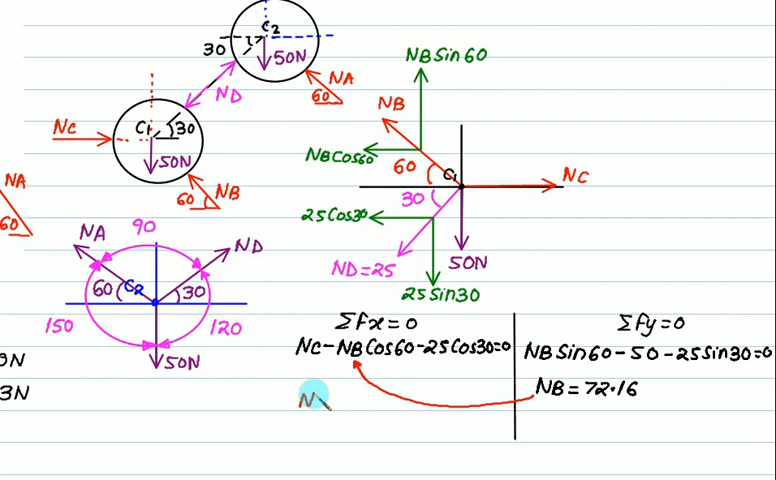 C2
30
50N
NA
60
ND
Nc
C1
30
50N
NB
60
NA
60
90
NA
ND
60
C2
30
150
120
50N
0N
3N
NBSin60
NB
NBCos60
60
C1
NC
30
25Cos30
ND=25
50N
25Sin30
Σfx=0
Nc-NBCos60-25Cos30=0
Σfy=0
NBSin60-50-25Sin30=0
NB=72.16
N